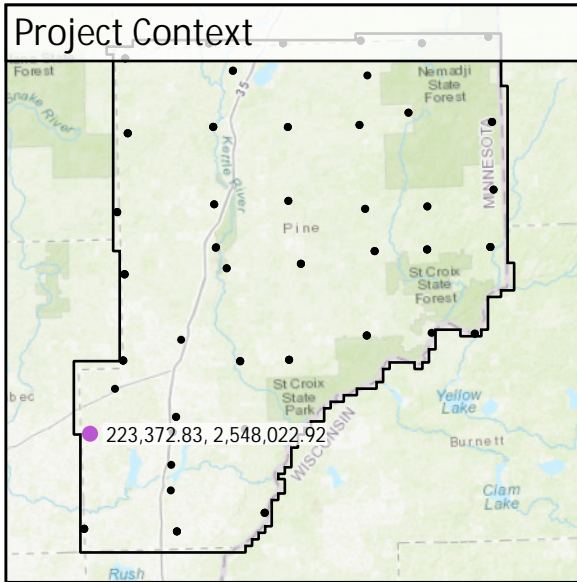 Project Context
Forest
Snake River
35
Nemadji
State
Forest
Kettle River
MINNESOTA
Pine
St Croix
State
Forest
St Croix
State
Park
Yellow
Lake
bec
223,372.83, 2,548,022.92
WISCONSIN
Burnett
Clam
Lake
Rush